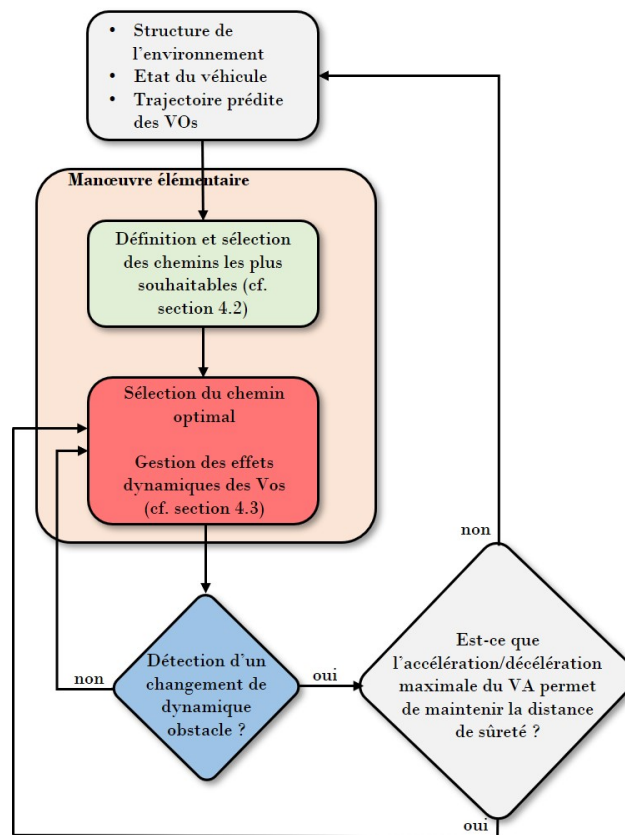 • Structure de
l'environnement
• Etat du véhicule
• Trajectoire prédite
des VOs
Manœuvre élémentaire
Définition et sélection
des chemins les plus
souhaitables (cf.
section 4.2)
Sélection du chemin
optimal
Gestion des effets
dynamiques des Vos
(cf. section 4.3)
non
Détection d'un
changement de
dynamique
obstacle ?
oui
non
Est-ce que
l'accélération/décélération
maximale du VA permet
de maintenir la distance
de sûreté ?
oui